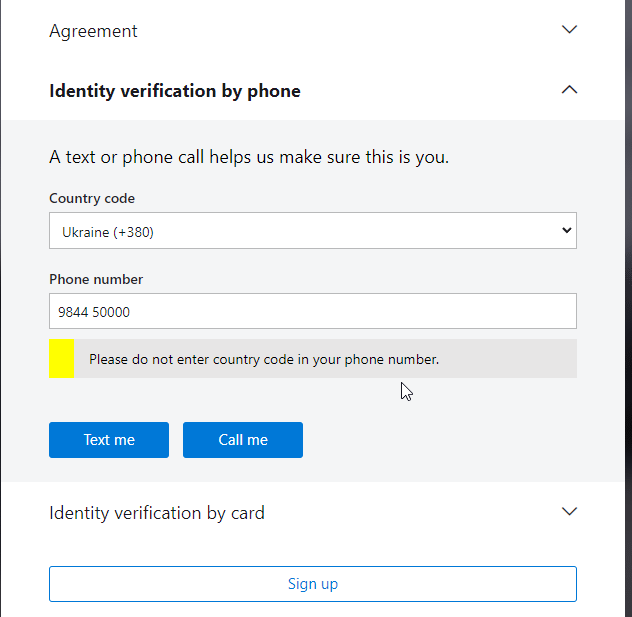 Agreement
Identity verification by phone
A text or phone call helps us make sure this is you.
Country code
Ukraine (+380)
Phone number
9844 50000
Please do not enter country code in your phone number.
Text me Call me
Identity verification by card
Sign up